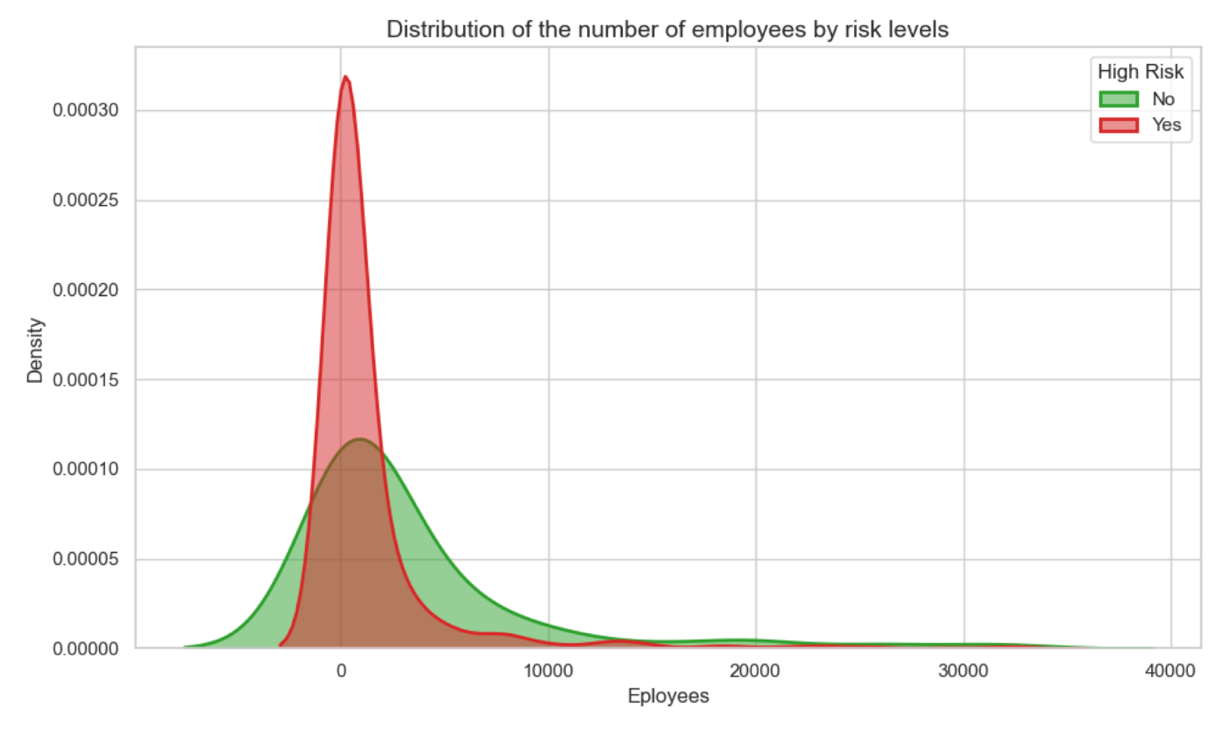 Distribution of the number of employees by risk levels
High Risk
No
Yes
0.00030
0.00025
0.00020
0.00015
0.00010
0.00005
0.00000
Density
0 10000 20000 30000 40000
Eployees